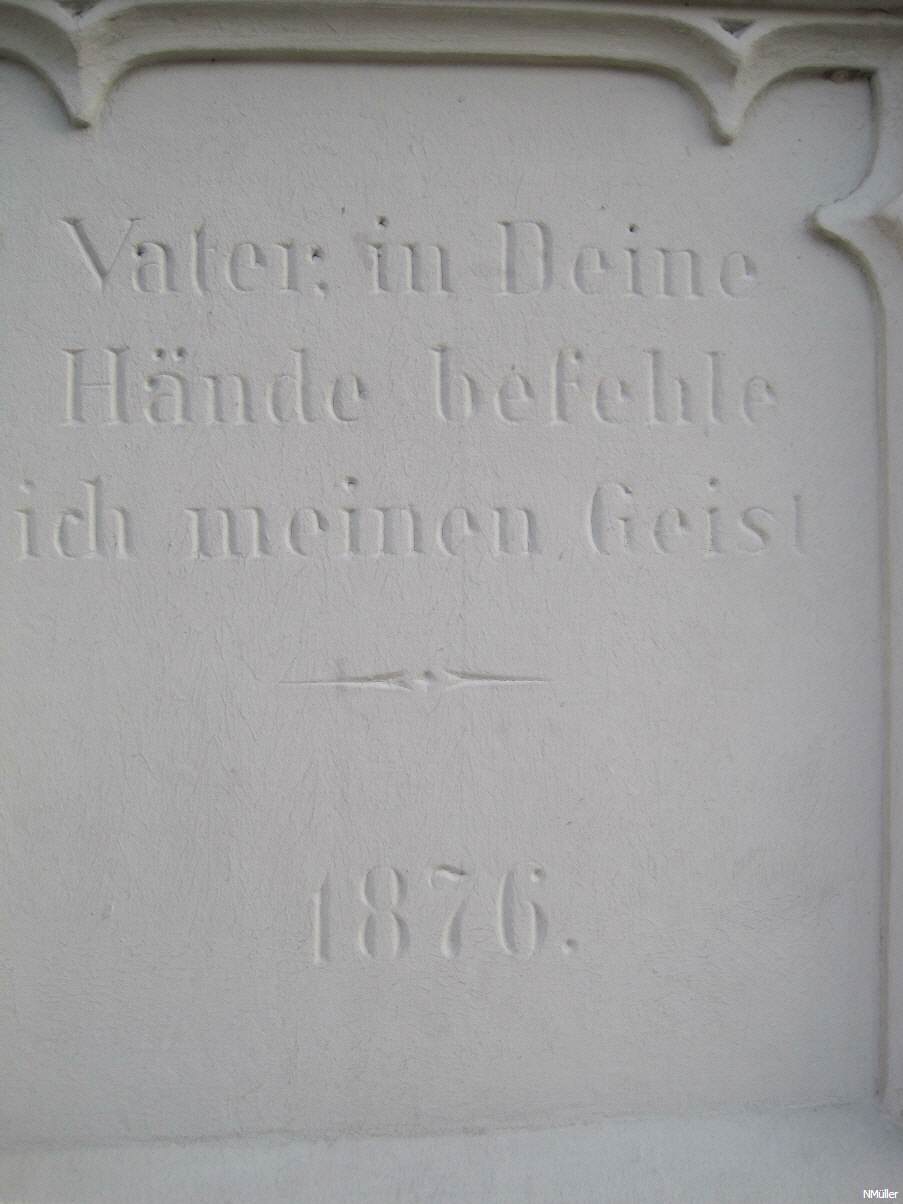 Vater: in Deine
Hände befehle
ich meinen Geist
1876.
NMüller